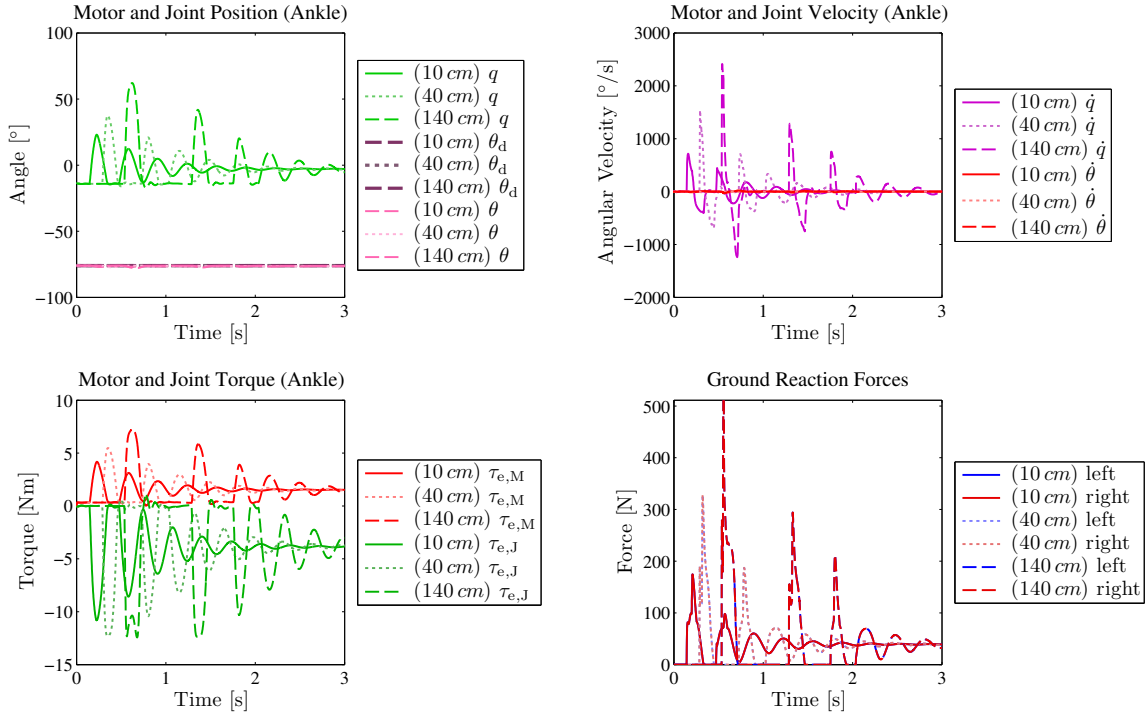 Motor and Joint Position (Ankle)
100
50
0
−50
−100
Angle [°]
0 1 2 3
Time [s]
(10 cm) q
(40 cm) q
(140 cm) q
(10 cm) θd
(40 cm) θd
(140 cm) θd
(10 cm) θ
(40 cm) θ
(140 cm) θ
Motor and Joint Velocity (Ankle)
3000
2000
1000
0
−1000
−2000
Angular Velocity [°/s]
0 1 2 3
Time [s]
(10 cm) q̇
(40 cm) q̇
(140 cm) q̇
(10 cm) θ̇
(40 cm) θ̇
(140 cm) θ̇
Motor and Joint Torque (Ankle)
10
5
0
−5
−10
−15
Torque [Nm]
0 1 2 3
Time [s]
(10 cm) τe,M
(40 cm) τe,M
(140 cm) τe,M
(10 cm) τe,J
(40 cm) τe,J
(140 cm) τe,J
Ground Reaction Forces
500
400
300
200
100
0
Force [N]
0 1 2 3
Time [s]
(10 cm) left
(10 cm) right
(40 cm) left
(40 cm) right
(140 cm) left
(140 cm) right